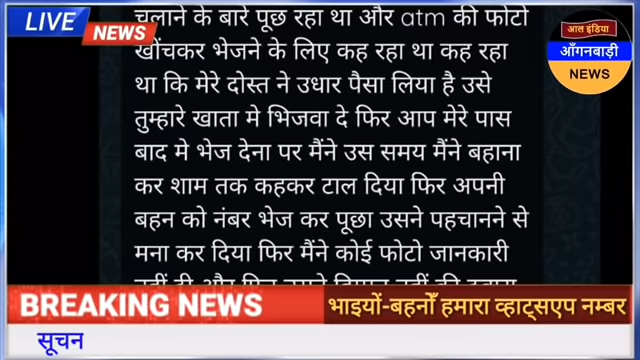 LIVE
NEWS
आल इंडिया
आँगनबाड़ी
NEWS
चलाने के बारे पूछ रहा था और atm की फोटो
खींचकर भेजने के लिए कह रहा था कह रहा
था कि मेरे दोस्त ने उधार पैसा लिया है उसे
तुम्हारे खाता मे भिजवा दे फिर आप मेरे पास
बाद मे भेज देना पर मैंने उस समय मैंने बहाना
कर शाम तक कहकर टाल दिया फिर अपनी
बहन को नंबर भेज कर पूछा उसने पहचानने से
मना कर दिया फिर मैंने कोई फोटो जानकारी
BREAKING NEWS
भाइयों-बहनोँ हमारा व्हाट्सएप नम्बर
सूचन